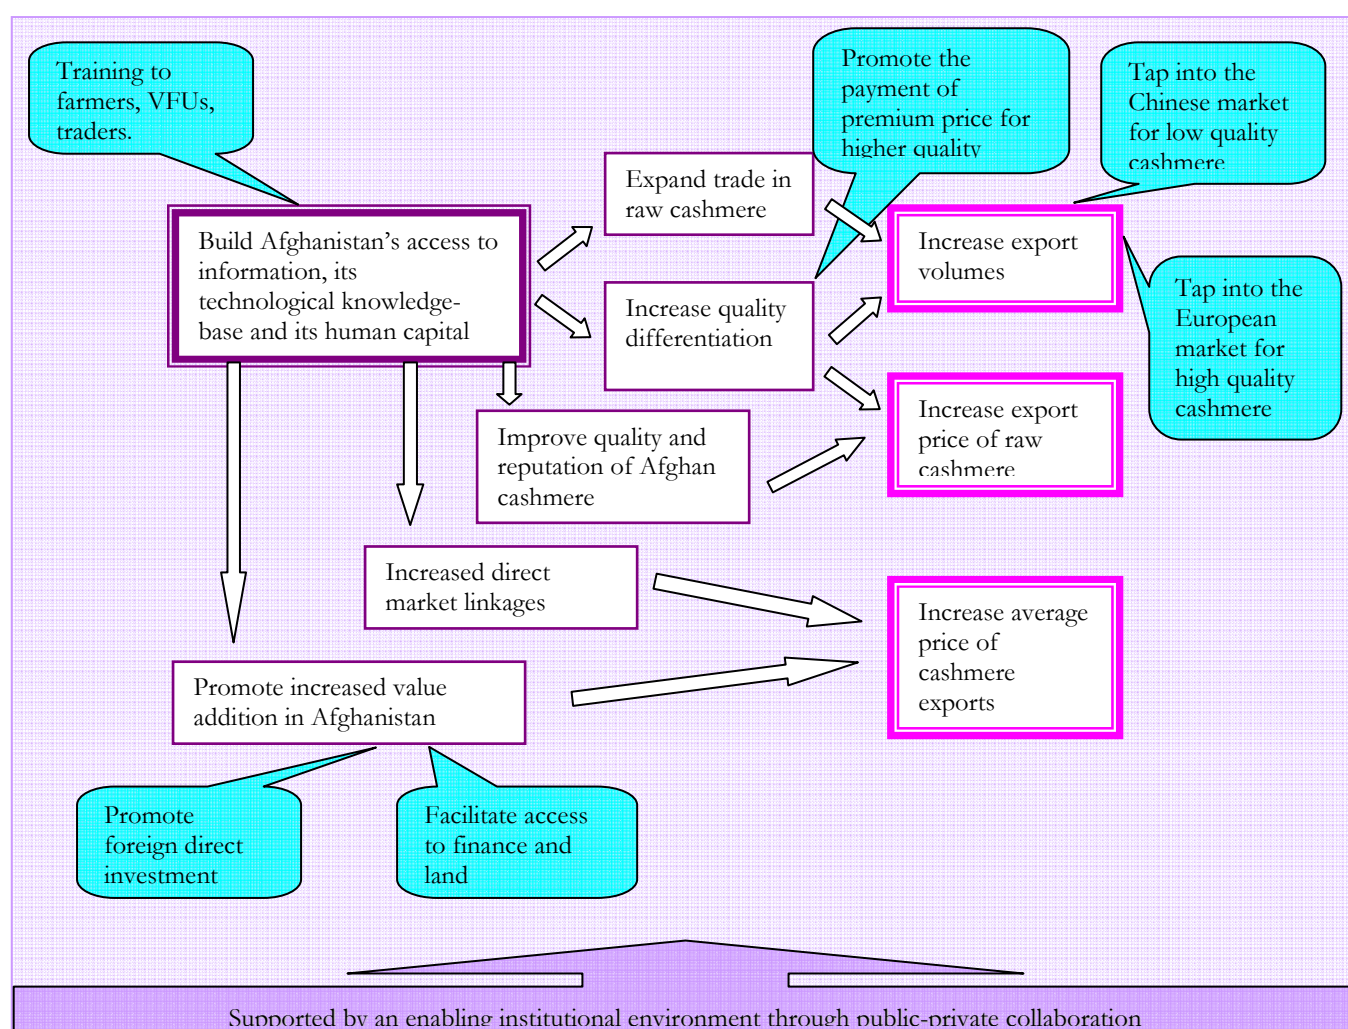 Training to
farmers, VFUs,
traders.
Promote the
payment of
premium price for
higher quality
Tap into the
Chinese market
for low quality
cashmere
Expand trade in
raw cashmere
Build Afghanistan’s access to
information, its
technological knowledge-
base and its human capital
Increase export
volumes
Increase quality
differentiation
Tap into the
European
market for
high quality
cashmere
Increase export
price of raw
cashmere
Improve quality and
reputation of Afghan
cashmere
Increased direct
market linkages
Increase average
price of
cashmere
exports
Promote increased value
addition in Afghanistan
Promote
foreign direct
investment
Facilitate access
to finance and
land
Supported by an enabling institutional environment through public-private collaboration